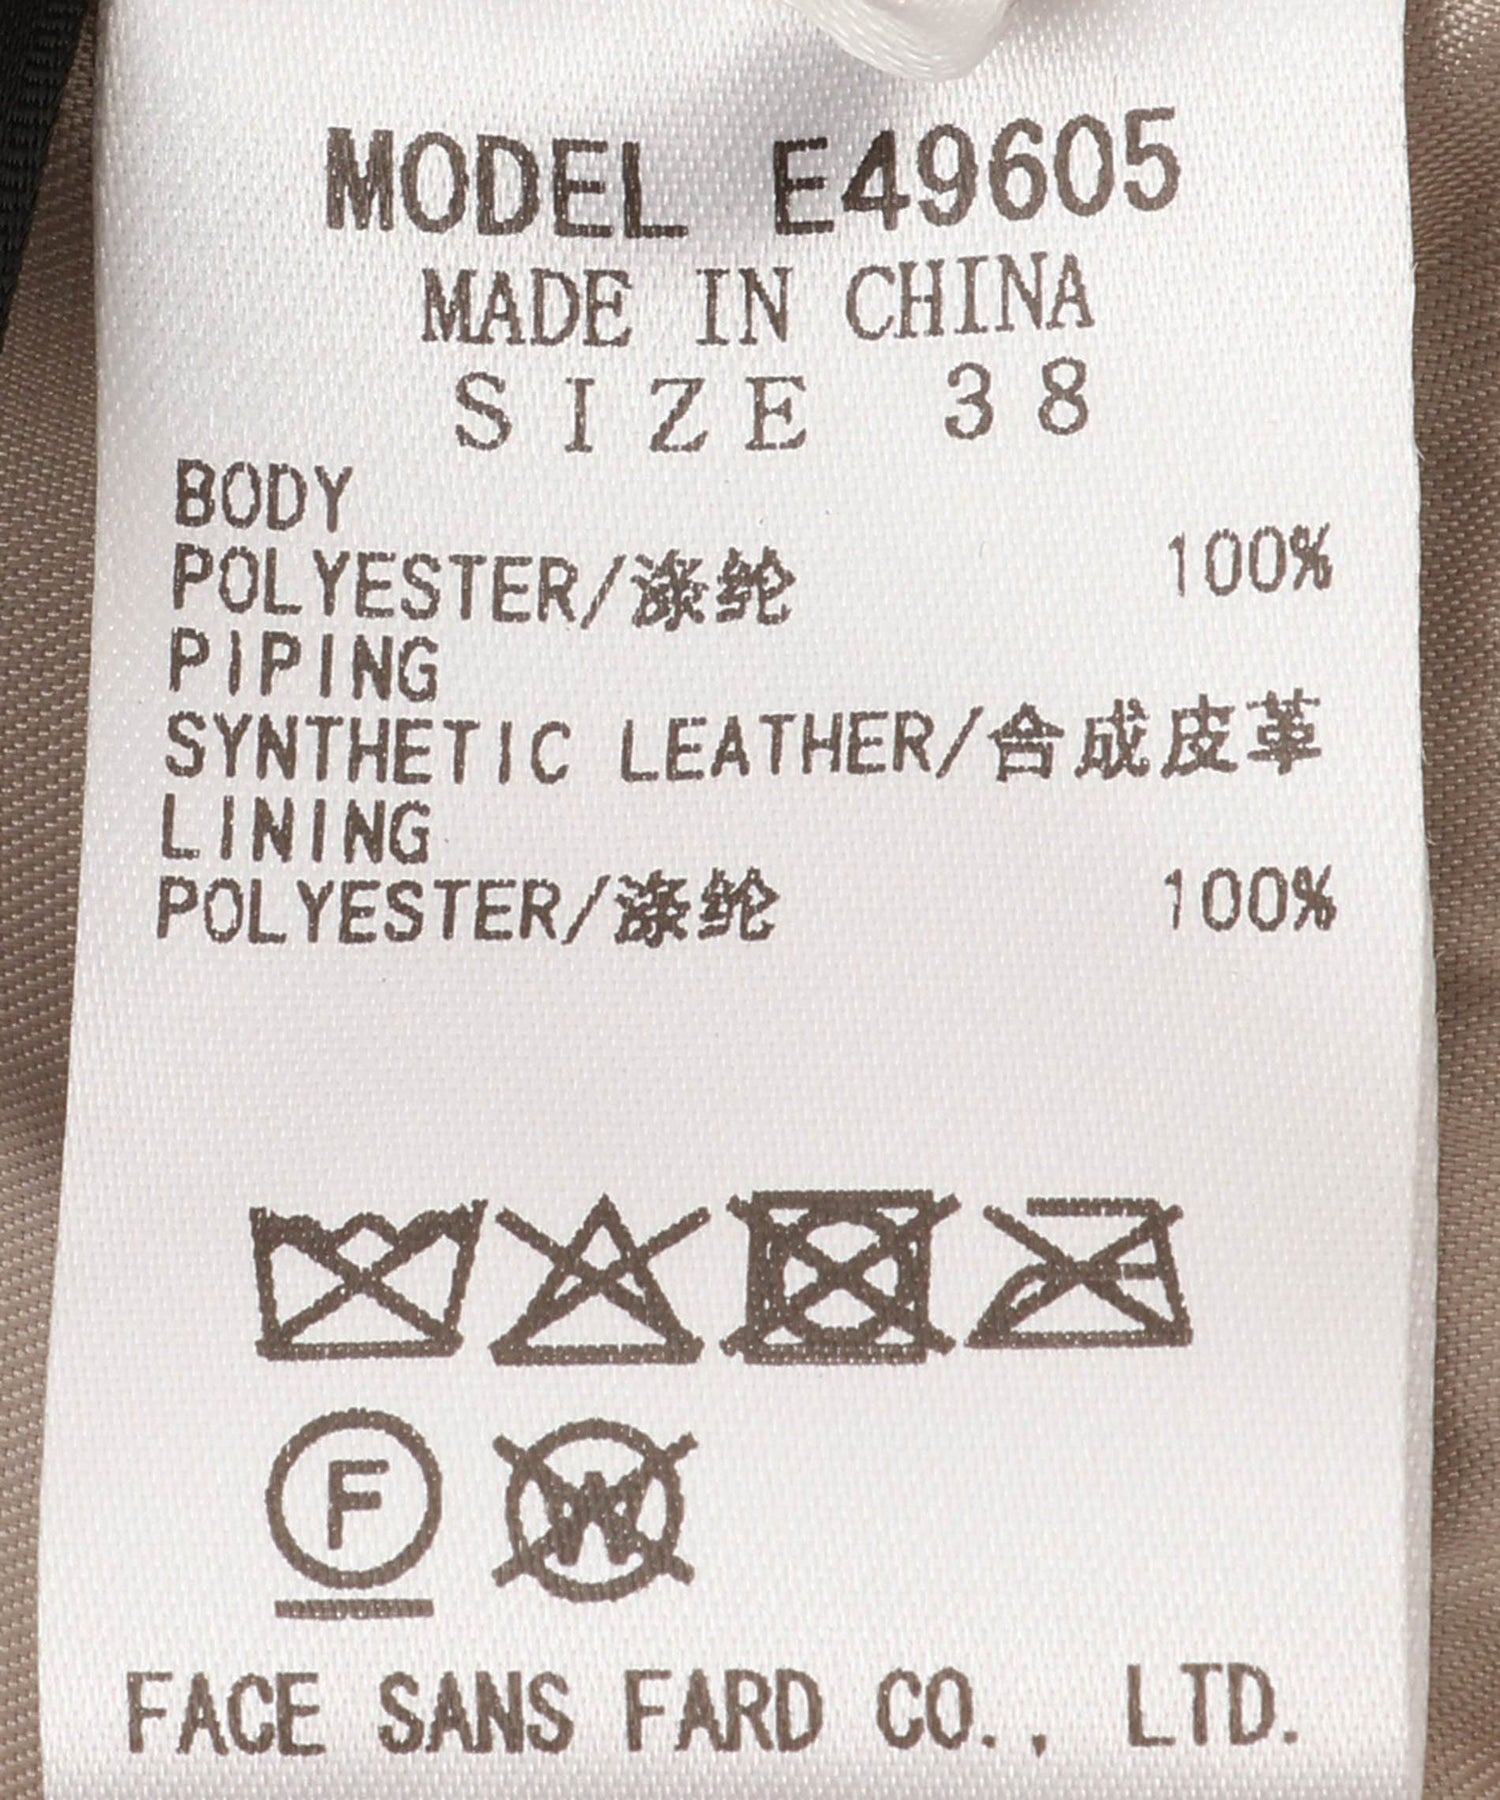 MODEL E49605
MADE IN CHINA
SIZE 38
BODY
POLYESTER/涤纶 100%
PIPING
SYNTHETIC LEATHER/合成皮革
LINING
POLYESTER/涤纶 100%
F W
FACE SANS FARD CO., LTD.